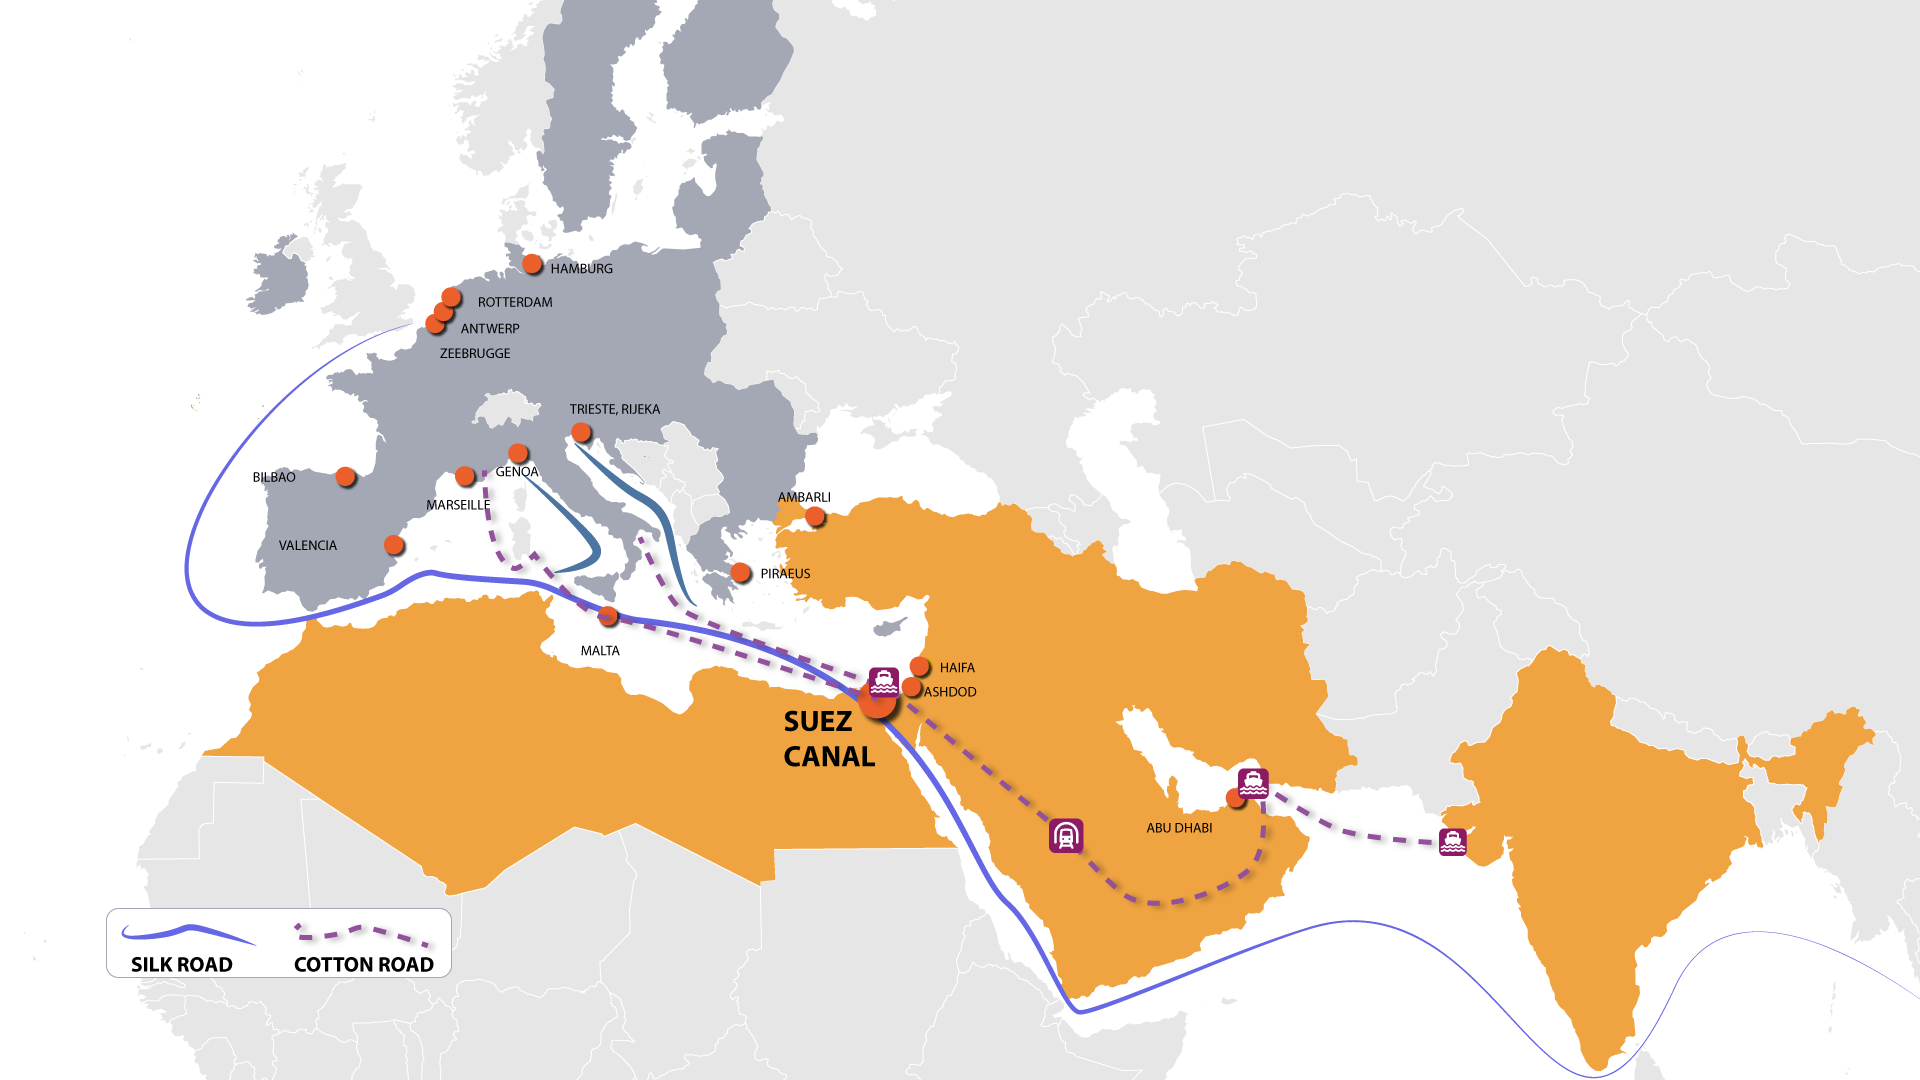 HAMBURG
ROTTERDAM
ANTWERP
ZEEBRUGGE
TRIESTE, RIJEKA
GENOA
BILBAO
MARSEILLE
AMBARLI
VALENCIA
PIRAEUS
MALTA
HAIFA
ASHDOD
SUEZ
CANAL
ABU DHABI
SILK ROAD
COTTON ROAD